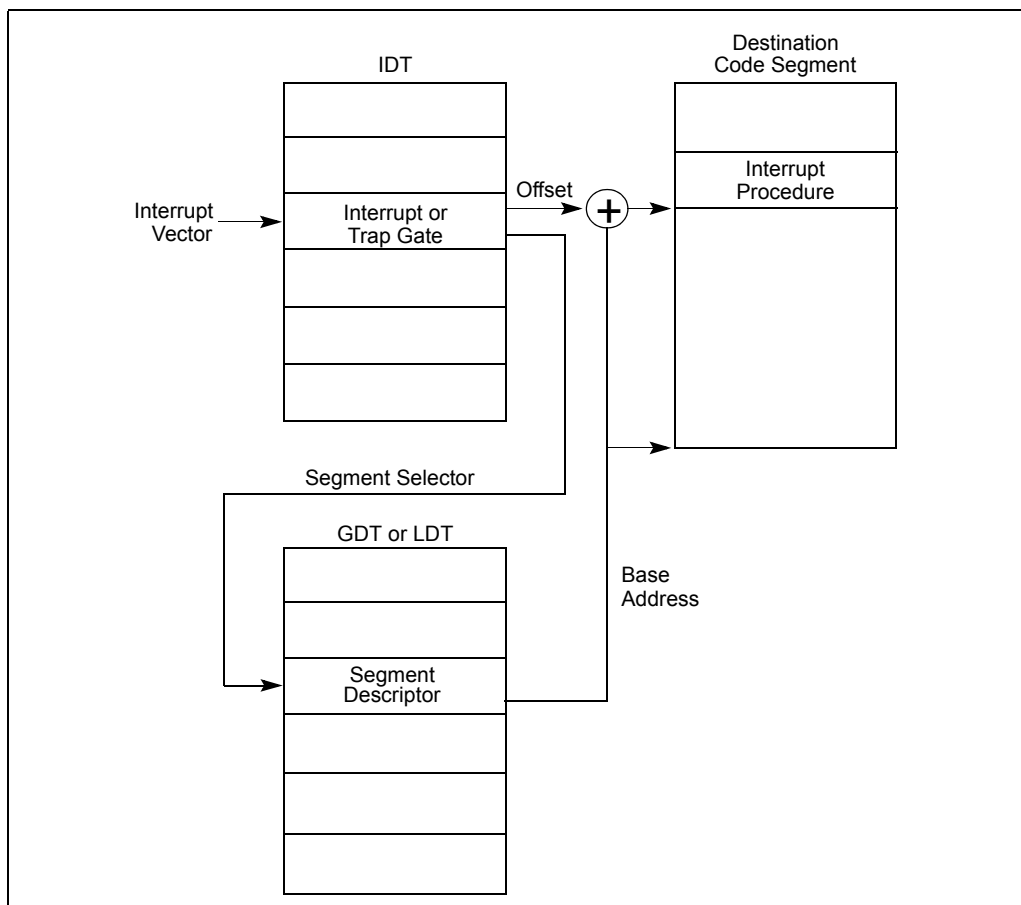 IDT
Destination
Code Segment
Interrupt
Vector
Interrupt or
Trap Gate
Offset
+
Interrupt
Procedure
Segment Selector
GDT or LDT
Segment
Descriptor
Base
Address